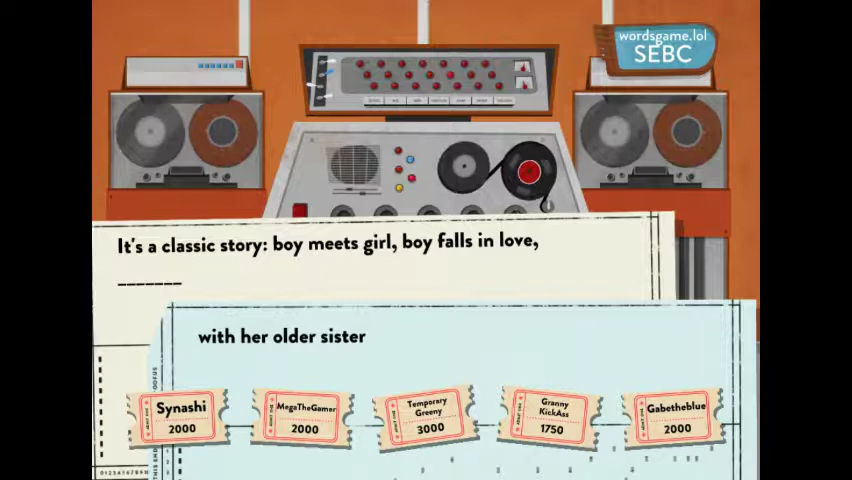 wordsgame.lol
SEBC
It's a classic story: boy meets girl, boy falls in love,
_______
with her older sister
Synashi
2000
MegaTheGamer
2000
Temporary
Greeny
3000
Granny
KickAss
1750
Gabetheblue
2000